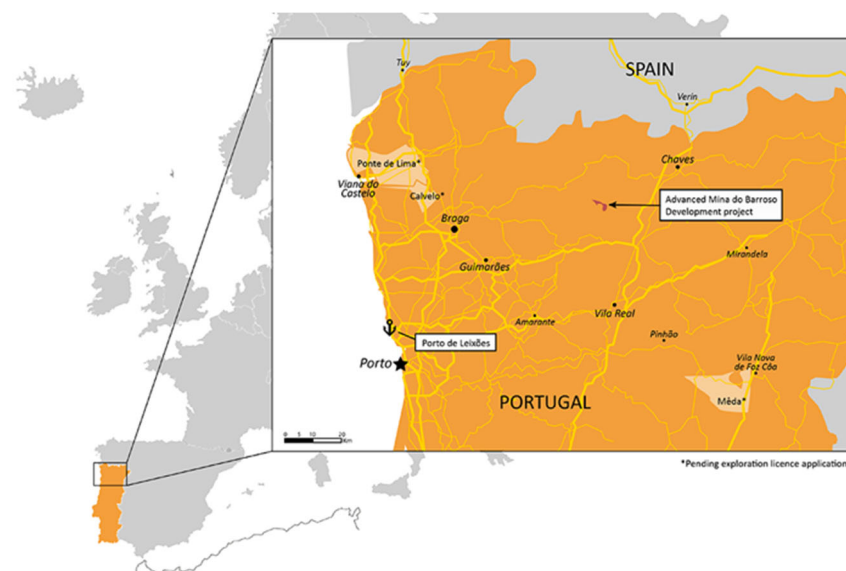 Tuy
SPAIN
Verin
Ponte de Lima*
Chaves
Viana do
Castelo
Calvelo*
Advanced Mina do Barroso
Development project
Braga
Mirandela
Guimarães
Vila Real
Amarante
Porto de Leixões
Pinhão
Porto
Vila Nova
de Foz Côa
PORTUGAL
Mêda*
0 5 10 20
Km
*Pending exploration licence application